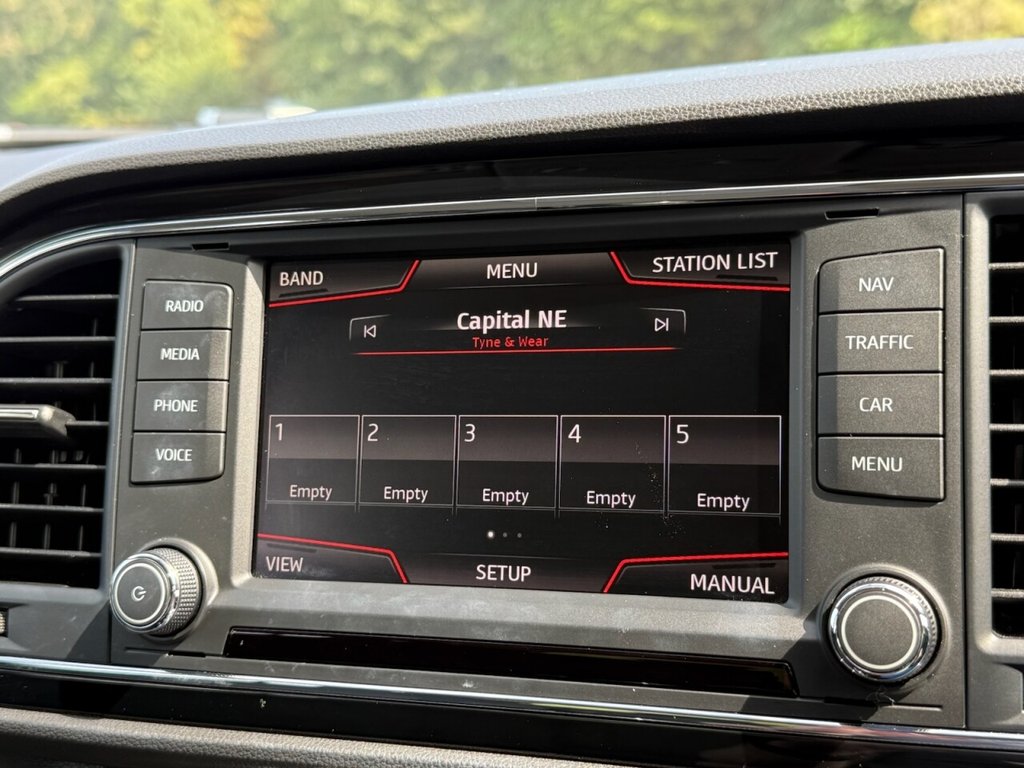 BAND
MENU
STATION LIST
Capital NE
Tyne & Wear
RADIO
MEDIA
PHONE
VOICE
1
2
3
4
5
Empty
Empty
Empty
Empty
Empty
VIEW
SETUP
MANUAL
NAV
TRAFFIC
CAR
MENU